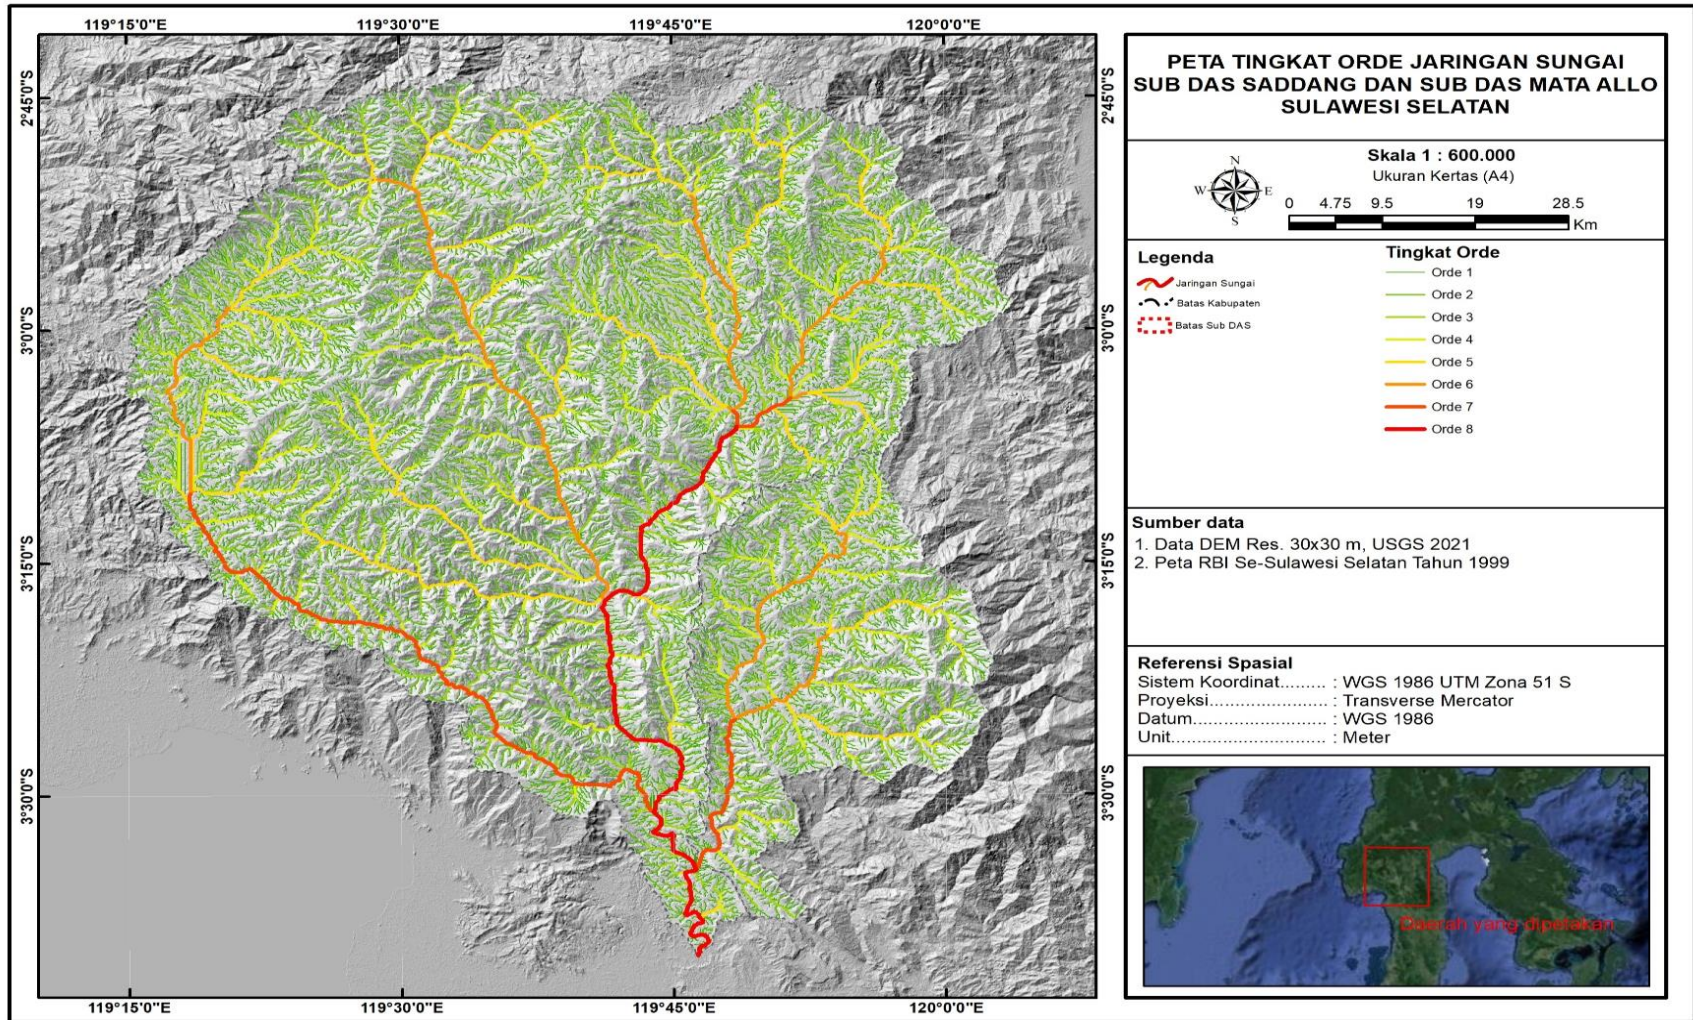 119°15'0"E 119°30'0"E 119°45'0"E 120°0'0"E
2°45'0"S
3°0'0"S
3°15'0"S
3°30'0"S
2°45'0"S
3°0'0"S
3°15'0"S
3°30'0"S
119°15'0"E 119°30'0"E 119°45'0"E 120°0'0"E
PETA TINGKAT ORDE JARINGAN SUNGAI
SUB DAS SADDANG DAN SUB DAS MATA ALLO
SULAWESI SELATAN
N
W E
S
Skala 1 : 600.000
Ukuran Kertas (A4)
0 4.75 9.5 19 28.5
Km
Legenda
Jaringan Sungai
Batas Kabupaten
Batas Sub DAS
Tingkat Orde
Orde 1
Orde 2
Orde 3
Orde 4
Orde 5
Orde 6
Orde 7
Orde 8
Sumber data
1. Data DEM Res. 30x30 m, USGS 2021
2. Peta RBI Se-Sulawesi Selatan Tahun 1999
Referensi Spasial
Sistem Koordinat......... : WGS 1986 UTM Zona 51 S
Proyeksi....................... : Transverse Mercator
Datum.......................... : WGS 1986
Unit.............................. : Meter
Daerah yang dipetakan